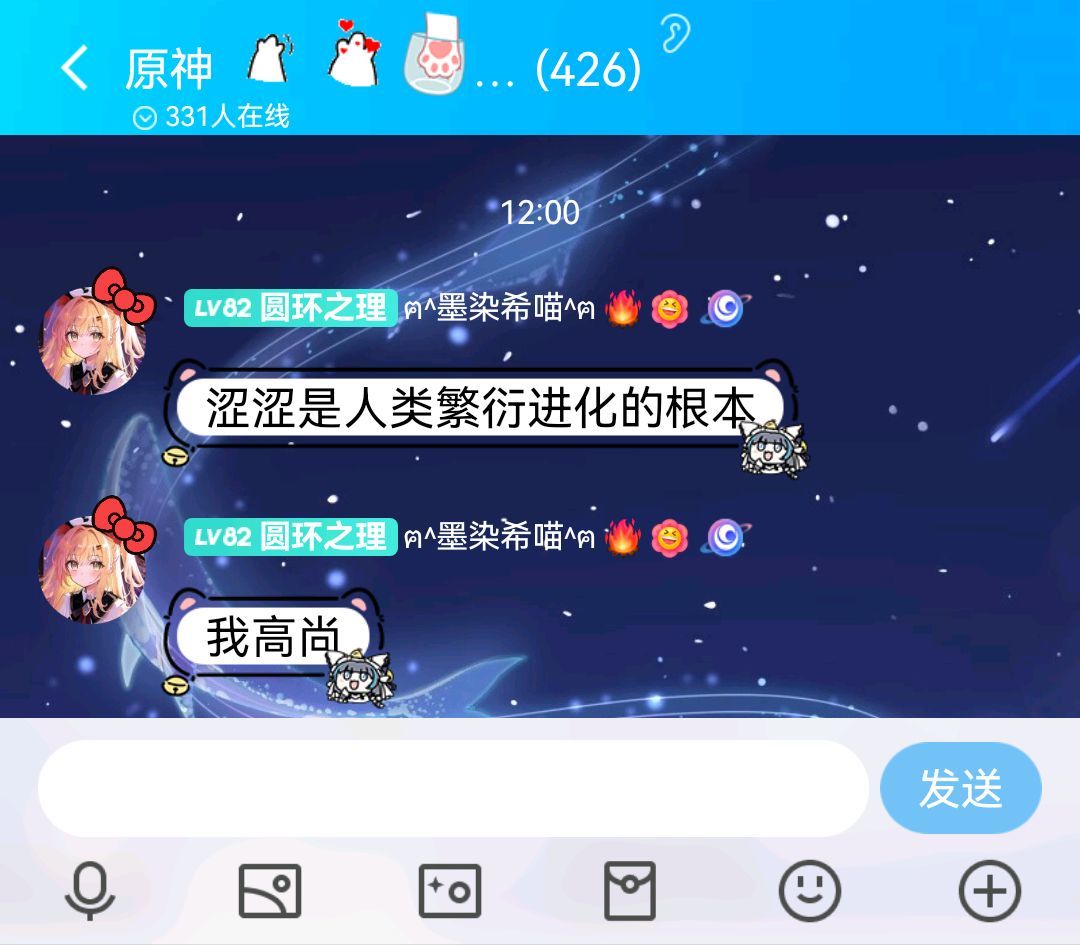 原神 ... (426)
331人在线
12:00
LV82 圆环之理 ฅ^墨染希喵^ฅ
涩涩是人类繁衍进化的根本
LV82 圆环之理 ฅ^墨染希喵^ฅ
我高尚
发送